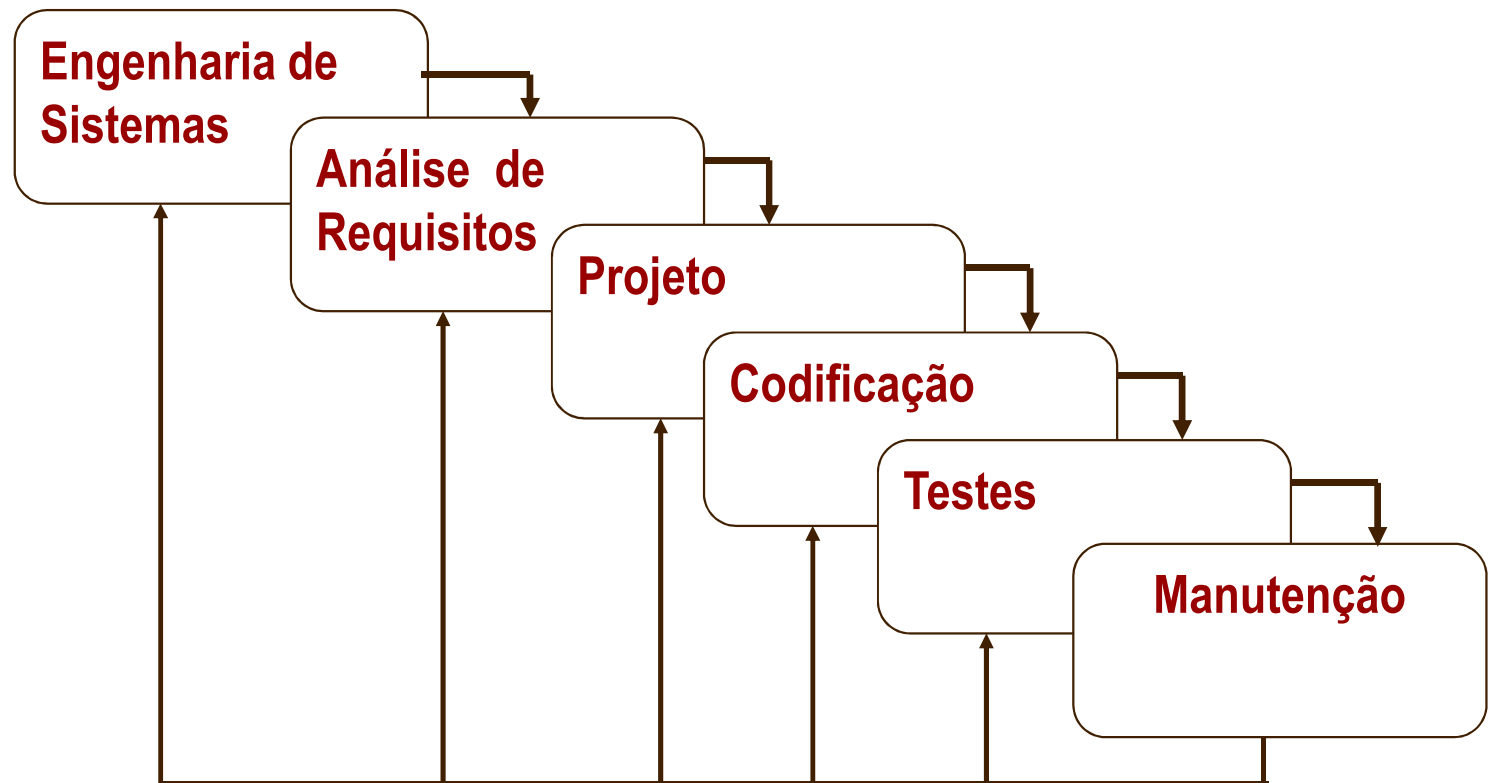 Engenharia de
Sistemas
Análise de
Requisitos
Projeto
Codificação
Testes
Manutenção